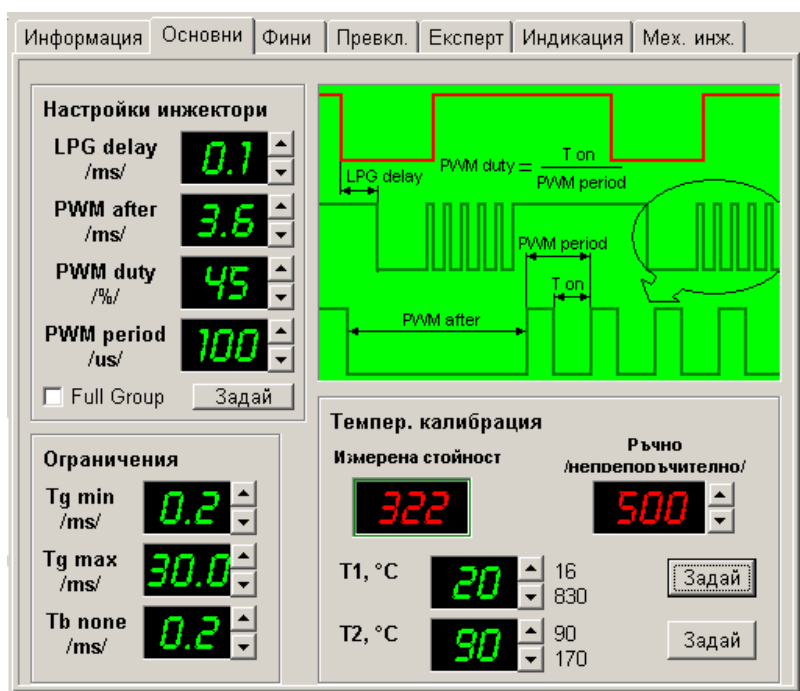 Информация Основни Фини Превкл. Експерт Индикация Мех. инж.
Настройки инжектори
LPG delay
/ms/
0.1
PWM after
/ms/
3.6
PWM duty
/%/
45
PWM period
/us/
100
Full Group Задай
LPG delay
PWM duty = T on
PWM period
PWM period
T on
PWM after
Ограничения
Tg min
/ms/
0.2
Tg max
/ms/
30.0
Tb none
/ms/
0.2
Темпер. калибрация
Измерена стойност
322
Ръчно
/непрепоръчително/
500
T1, °C
20
16
830
Задай
T2, °C
90
90
170
Задай